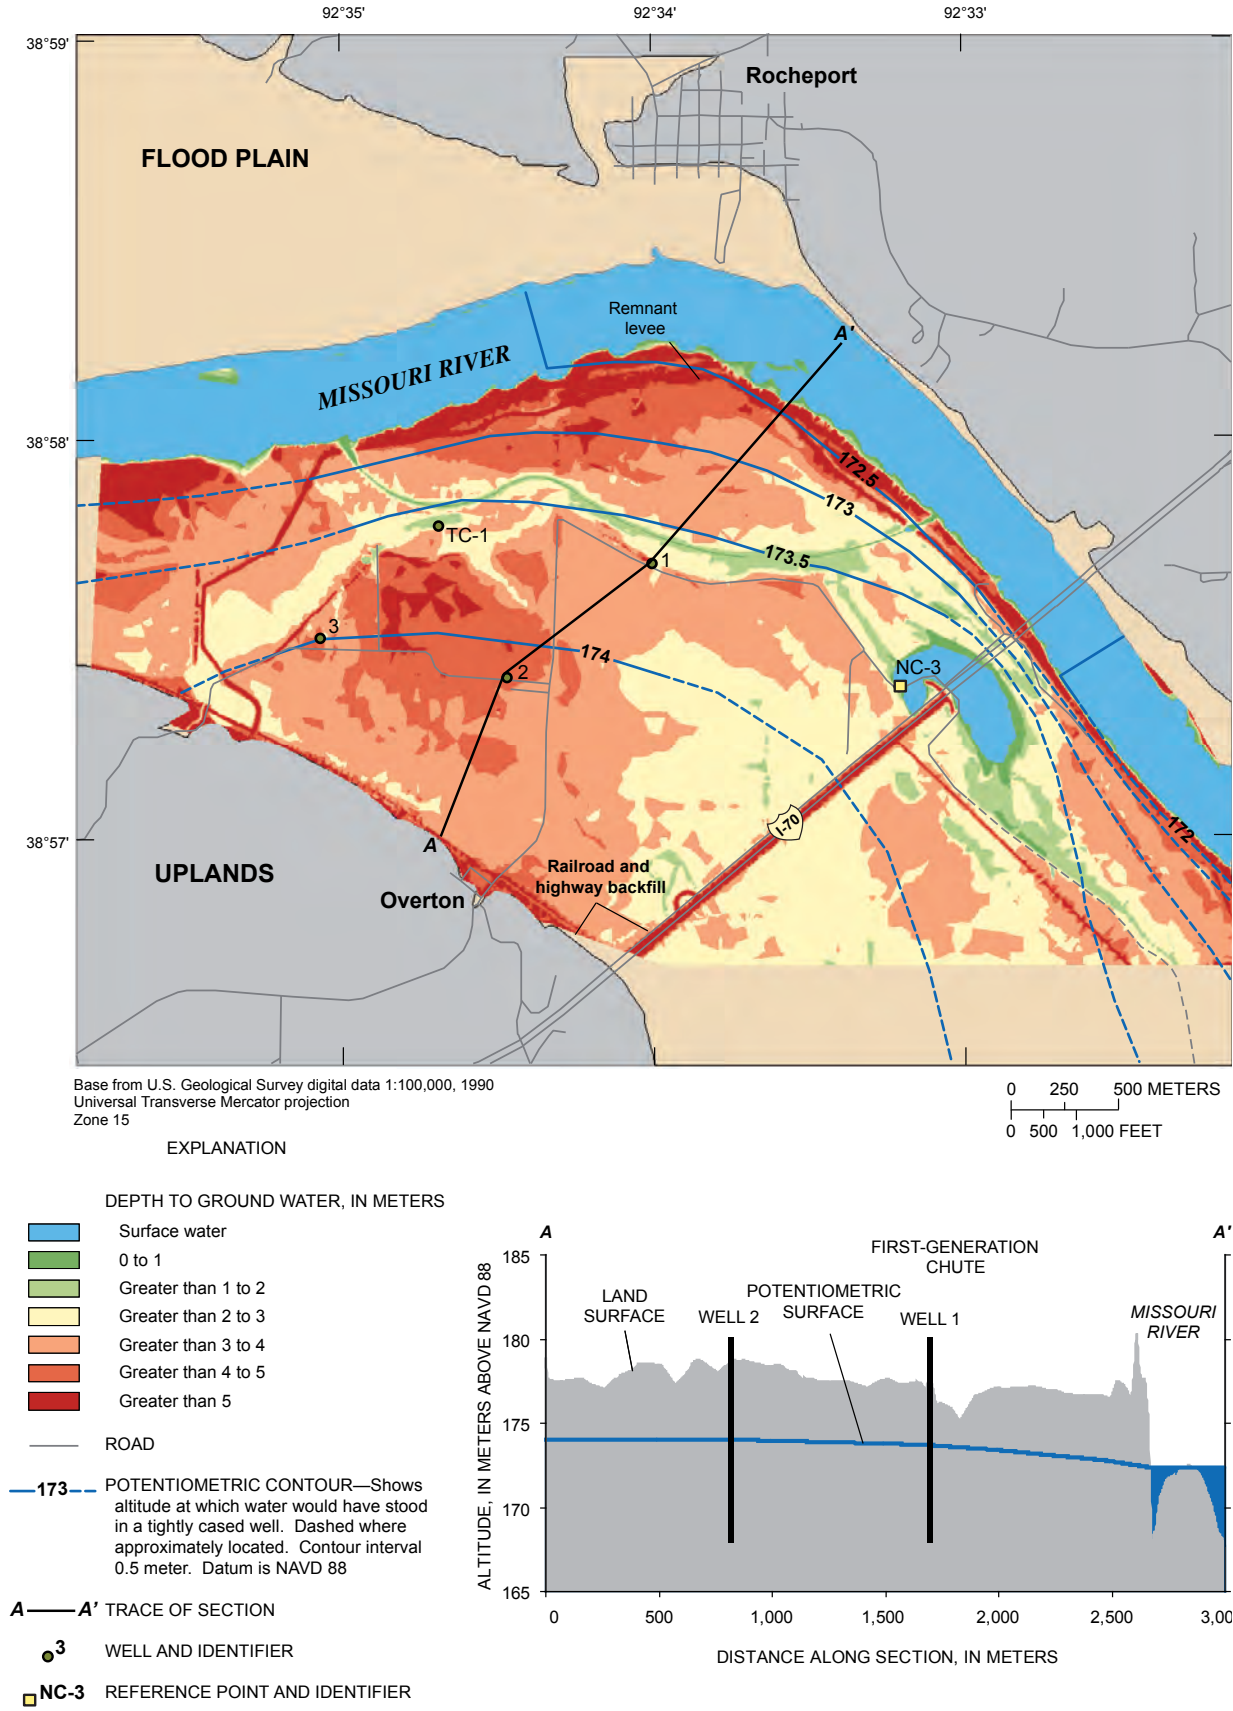 92°35'
92°34'
92°33'
38°59'
Rocheport
FLOOD PLAIN
Remnant
levee
A'
MISSOURI RIVER
38°58'
172.5
173
TC-1
1
173.5
3
174
2
NC-3
I-70
172
38°57'
A
UPLANDS
Railroad and
highway backfill
Overton
Base from U.S. Geological Survey digital data 1:100,000, 1990
Universal Transverse Mercator projection
Zone 15
0 250 500 METERS
0 500 1,000 FEET
EXPLANATION
DEPTH TO GROUND WATER, IN METERS
Surface water
0 to 1
Greater than 1 to 2
Greater than 2 to 3
Greater than 3 to 4
Greater than 4 to 5
Greater than 5
ROAD
173 POTENTIOMETRIC CONTOUR—Shows
altitude at which water would have stood
in a tightly cased well. Dashed where
approximately located. Contour interval
0.5 meter. Datum is NAVD 88
A A' TRACE OF SECTION
3 WELL AND IDENTIFIER
NC-3 REFERENCE POINT AND IDENTIFIER
A A'
FIRST-GENERATION
CHUTE
LAND
SURFACE
WELL 2
POTENTIOMETRIC
SURFACE
WELL 1
MISSOURI
RIVER
ALTITUDE, IN METERS ABOVE NAVD 88
185
180
175
170
165
0 500 1,000 1,500 2,000 2,500 3,00
DISTANCE ALONG SECTION, IN METERS